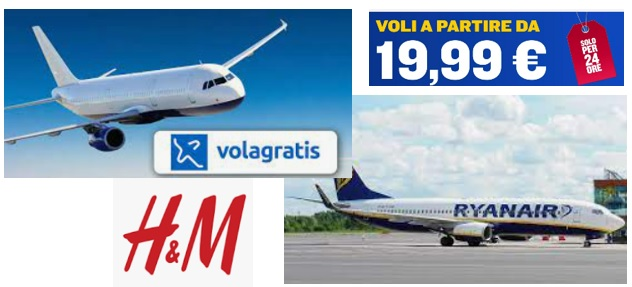 VOLI A PARTIRE DA
19,99 €
SOLO
PER
24
ORE
volagratis
RYANAIR
H&M